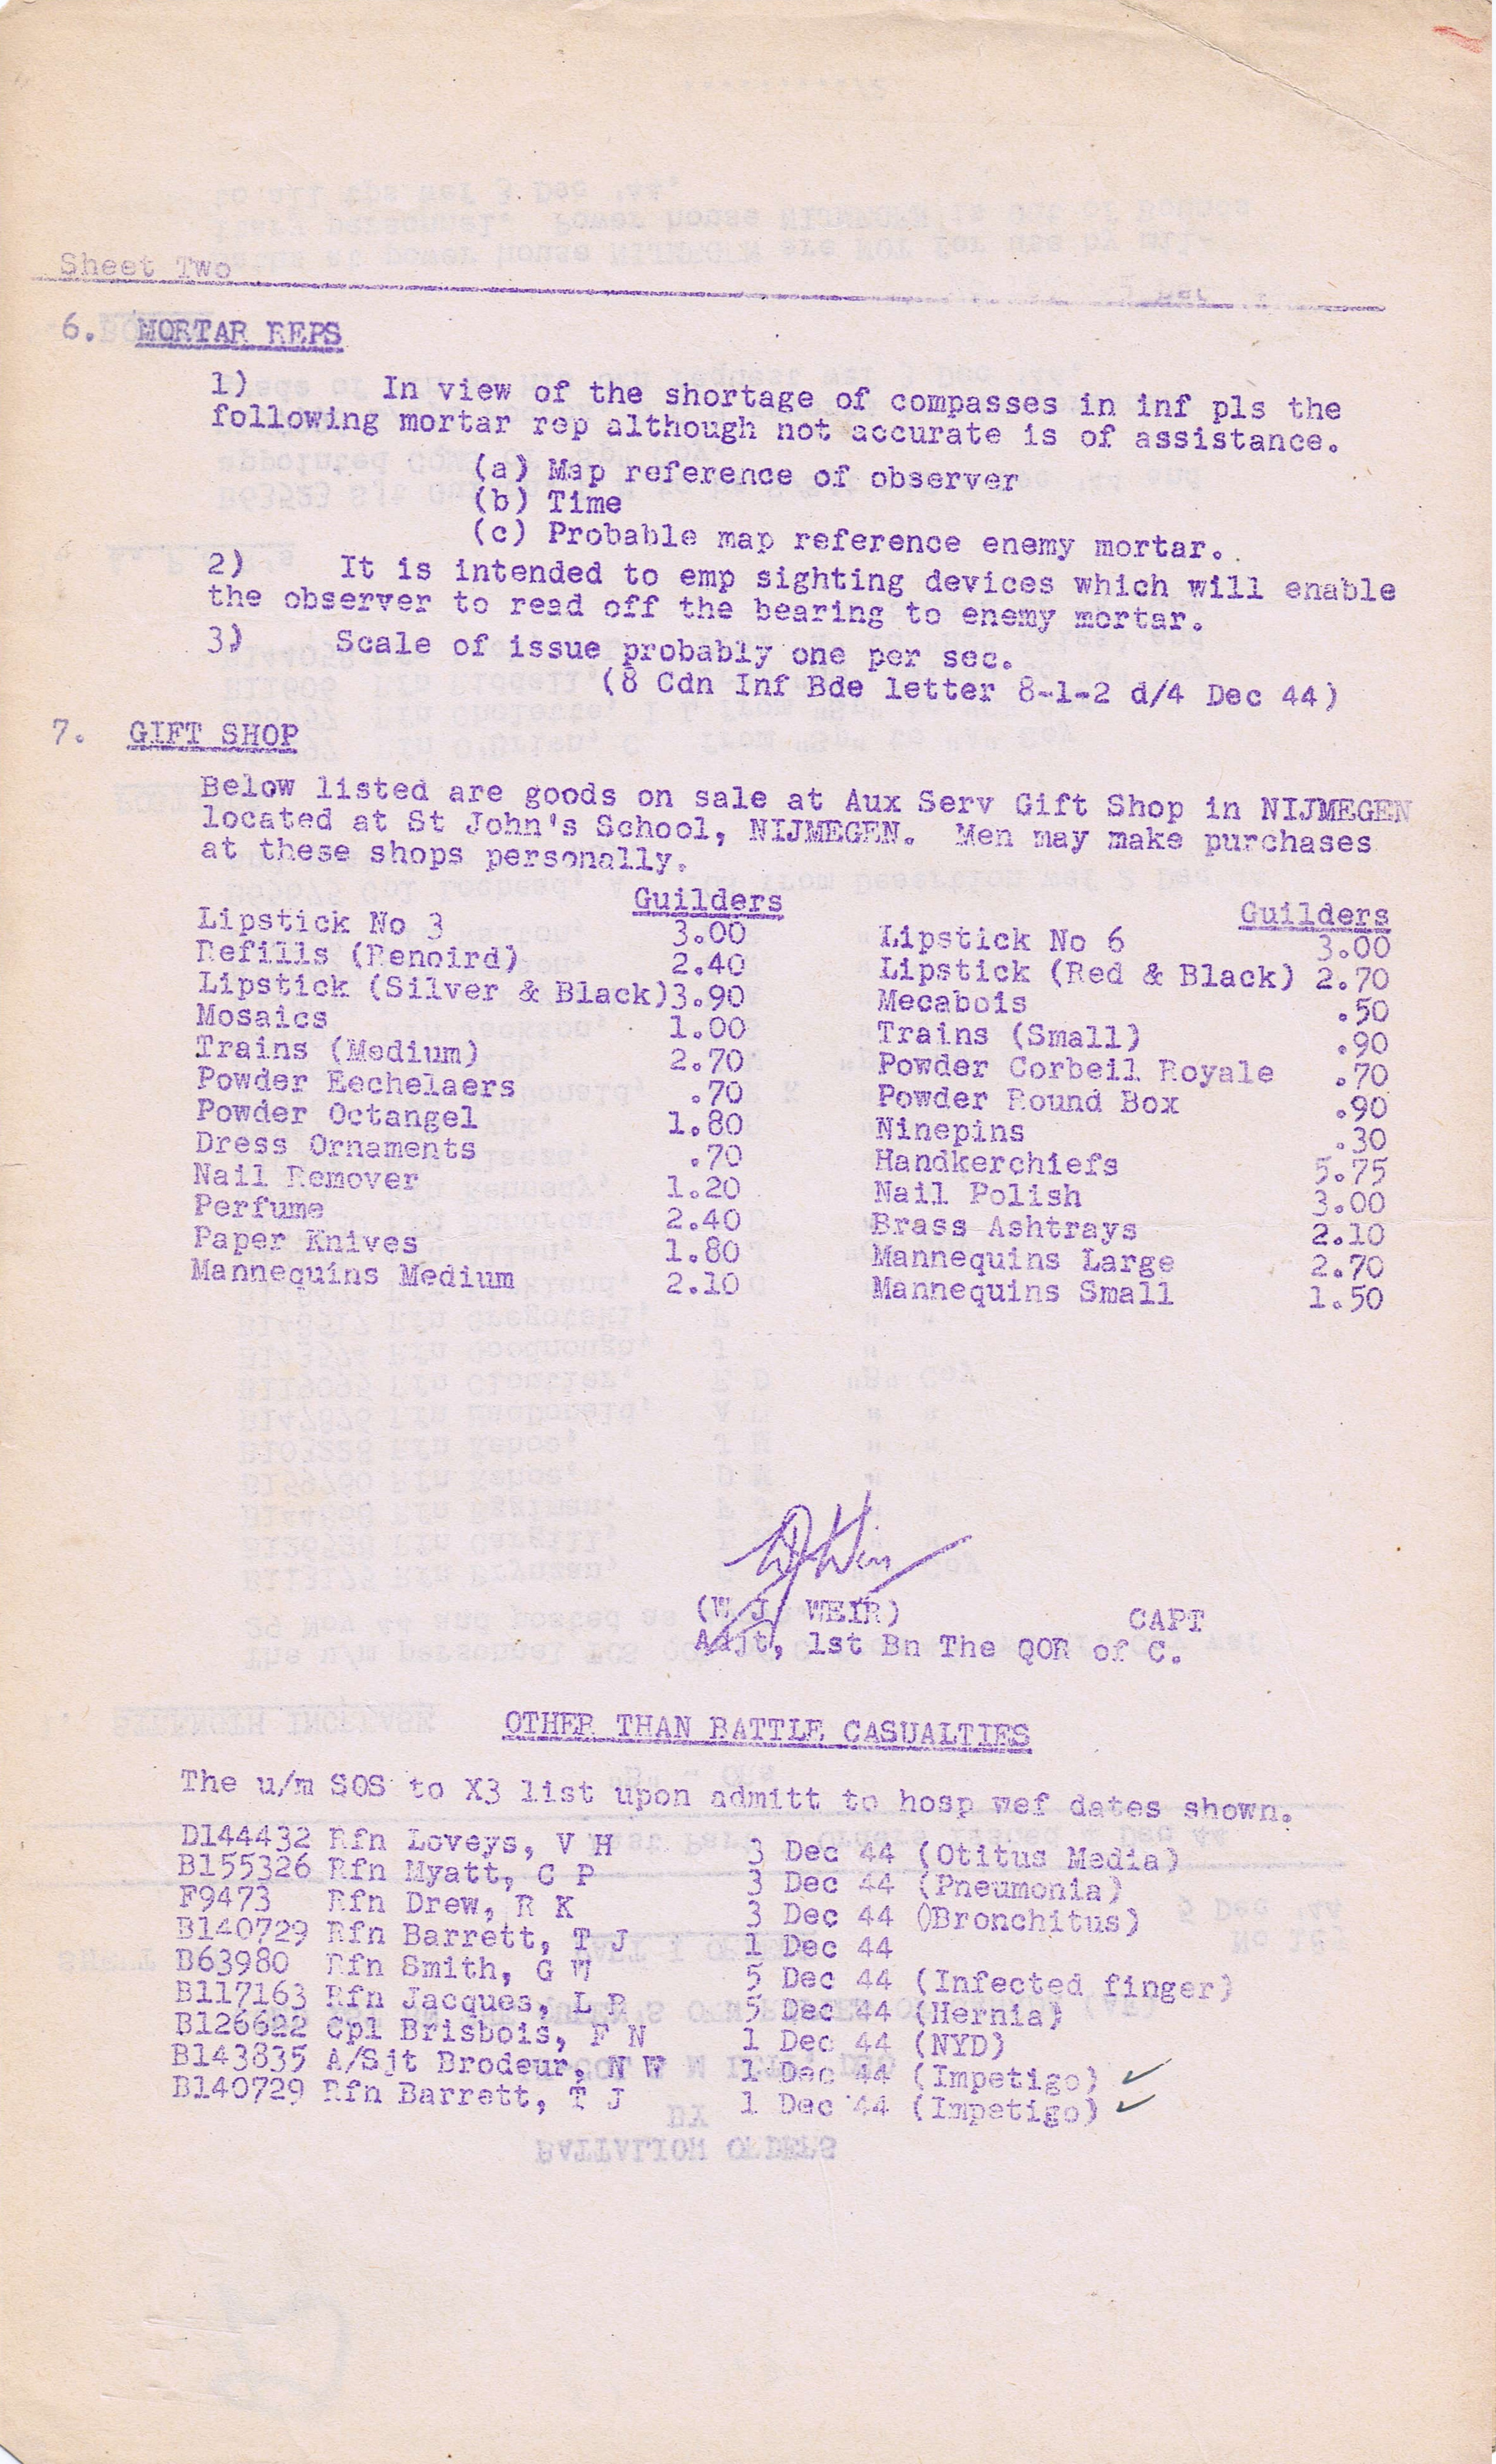 Sheet Two
6. MORTAR REPS
1) In view of the shortage of compasses in inf pls the
following mortar rep although not accurate is of assistance.
(a) Map reference of observer
(b) Time
(c) Probable map reference enemy mortar.
2) It is intended to emp sighting devices which will enable
the observer to read off the bearing to enemy mortar.
3) Scale of issue probably one per sec.
(8 Cdn Inf Bde letter 8-1-2 d/4 Dec 44)
7. GIFT SHOP
Below listed are goods on sale at Aux Serv Gift Shop in NIJMEGEN
located at St John's School, NIJMEGEN. Men may make purchases
at these shops personally.
Guilders Guilders
Lipstick No 3 3.00 Lipstick No 6 3.00
Refills (Renoird) 2.40 Lipstick (Red & Black) 2.70
Lipstick (Silver & Black) 3.90 Mecabois .50
Mosaics 1.00 Trains (Small) .90
Trains (Medium) 2.70 Powder Corbeil Royale .70
Powder Eechelaers .70 Powder Round Box .90
Powder Octangel 1.80 Ninepins .30
Dress Ornaments .70 Handkerchiefs 5.75
Nail Remover 1.20 Nail Polish 3.00
Perfume 2.40 Brass Ashtrays 2.10
Paper Knives 1.80 Mannequins Large 2.70
Mannequins Medium 2.10 Mannequins Small 1.50
(W J WEIR) CAPT
Adjt, 1st Bn The QOR of C.
OTHER THAN BATTLE CASUALTIES
The u/m SOS to X3 list upon admitt to hosp wef dates shown.
D144432 Rfn Loveys, V H 3 Dec 44 (Otitus Media)
B155326 Rfn Myatt, C P 3 Dec 44 (Pneumonia)
F9473 Rfn Drew, R K 3 Dec 44 (Bronchitus)
B140729 Rfn Barrett, T J 1 Dec 44
B63980 Rfn Smith, G W 5 Dec 44 (Infected finger)
B117163 Rfn Jacques, L R 5 Dec 44 (Hernia)
B126622 Cpl Brisbois, F N 1 Dec 44 (NYD)
B143835 A/Sjt Brodeur, N W 1 Dec 44 (Impetigo) ✓
B140729 Rfn Barrett, T J 1 Dec 44 (Impetigo) ✓